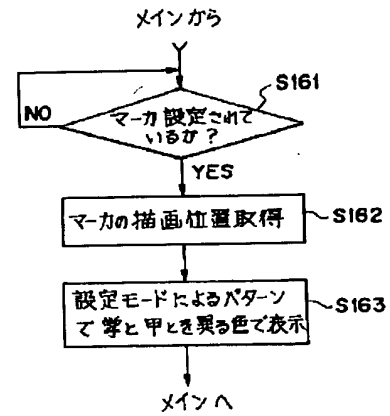 メインから
マーカ設定されて
いるか?
S161
NO
YES
マーカの描画位置取得
S162
設定モードによるパターン
で掌と甲とを異る色で表示
S163
メインへ